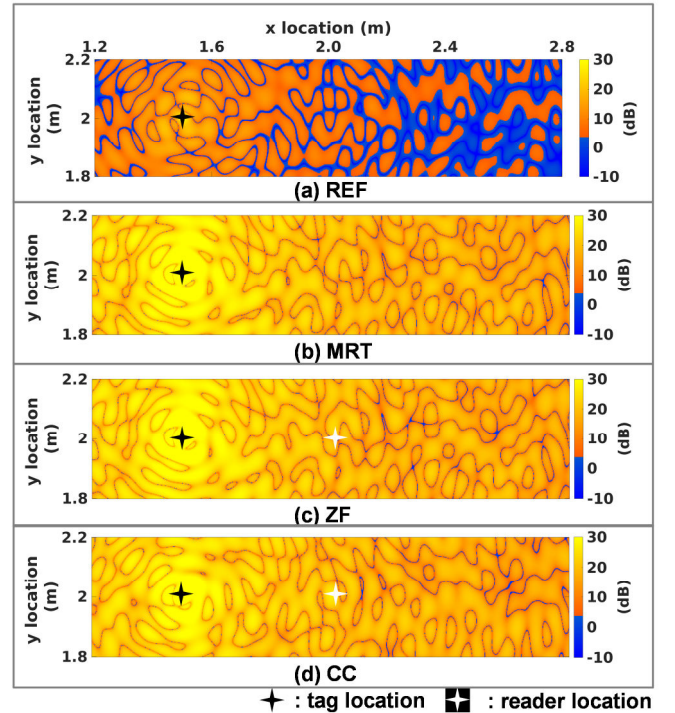 x location (m)
1.2 1.6 2.0 2.4 2.8
2.2
2
1.8
y location
(m)
30
20
10
0
-10
(dB)
(a) REF
2.2
2
1.8
y location
(m)
30
20
10
0
-10
(dB)
(b) MRT
2.2
2
1.8
y location
(m)
30
20
10
0
-10
(dB)
(c) ZF
2.2
2
1.8
y location
(m)
30
20
10
0
-10
(dB)
(d) CC
: tag location : reader location